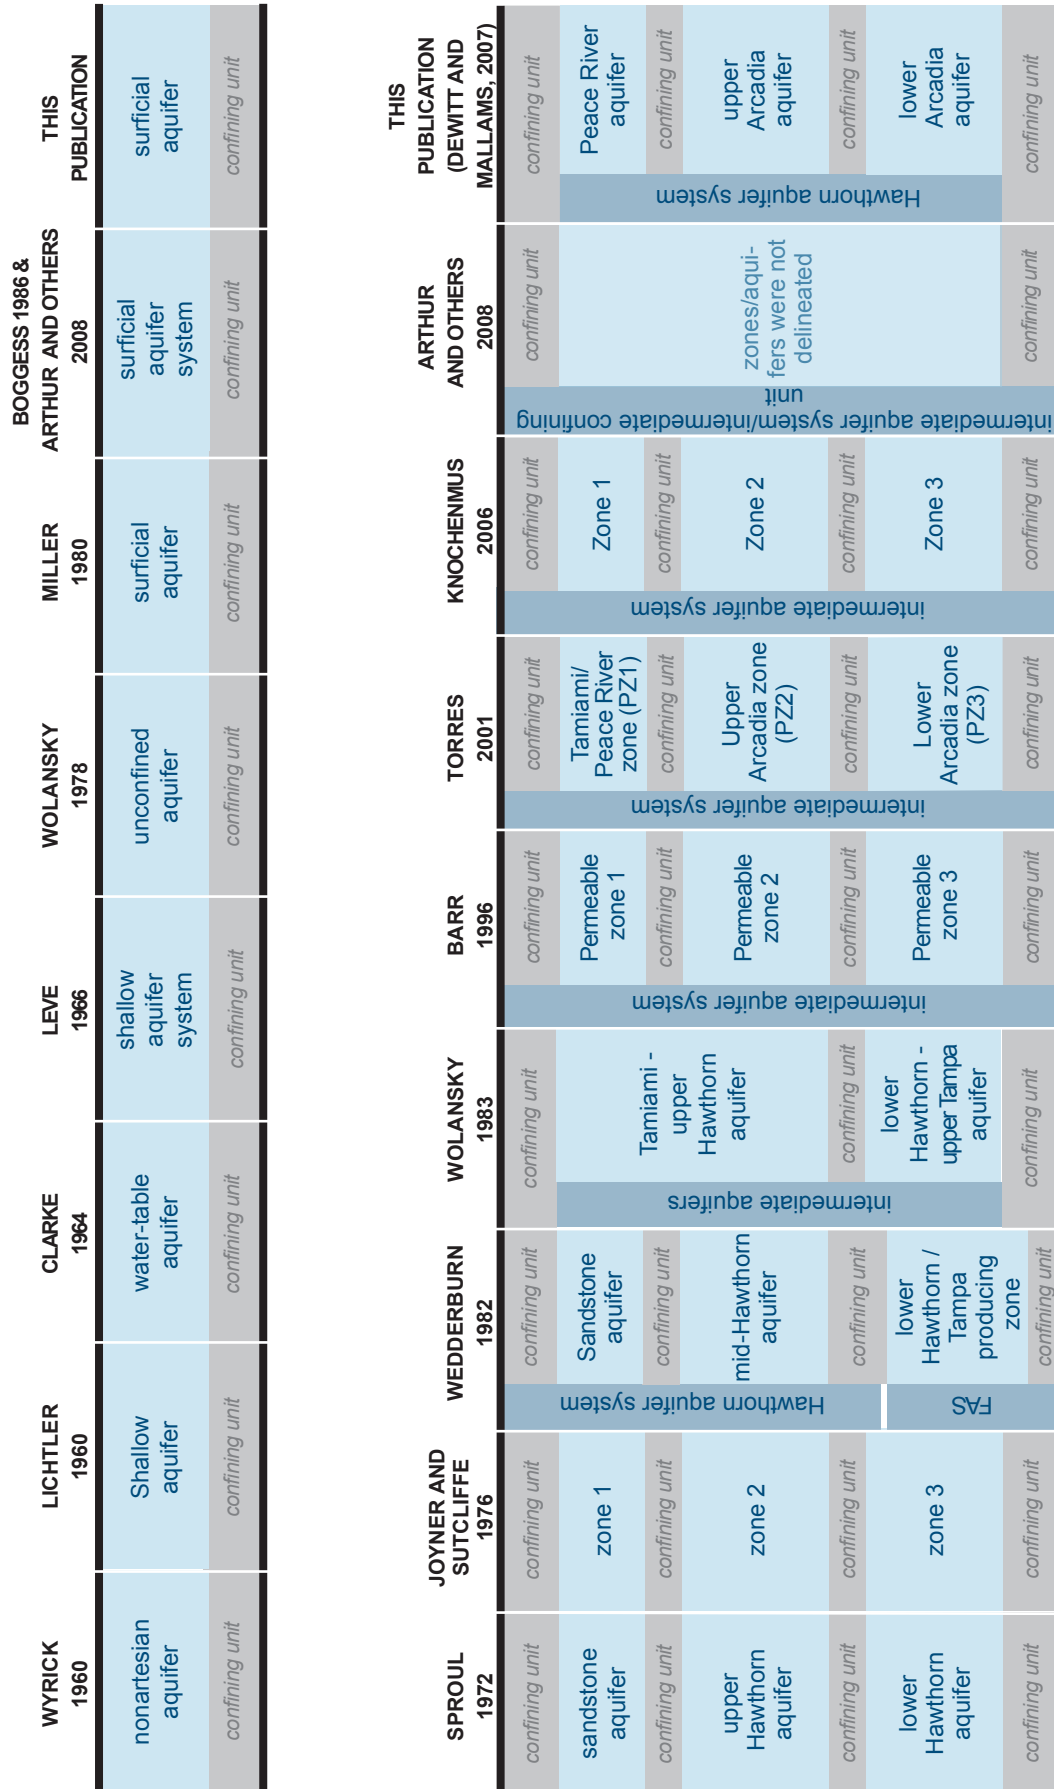 WYRICK
1960
nonartesian
aquifer
confining unit
LICHTLER
1960
Shallow
aquifer
confining unit
CLARKE
1964
water-table
aquifer
confining unit
LEVE
1966
shallow
aquifer
system
confining unit
WOLANSKY
1978
unconfined
aquifer
confining unit
MILLER
1980
surficial
aquifer
confining unit
BOGGESS 1986 &
ARTHUR AND OTHERS
2008
surficial
aquifer
system
confining unit
THIS
PUBLICATION
surficial
aquifer
confining unit
SPROUL
1972
confining unit
sandstone
aquifer
confining unit
upper
Hawthorn
aquifer
confining unit
lower
Hawthorn
aquifer
confining unit
JOYNER AND
SUTCLIFFE
1976
confining unit
zone 1
confining unit
zone 2
confining unit
zone 3
confining unit
WEDDERBURN
1982
Hawthorn aquifer system
FAS
confining unit
Sandstone
aquifer
confining unit
mid-Hawthorn
aquifer
confining unit
lower
Hawthorn /
Tampa
producing
zone
confining unit
WOLANSKY
1983
intermediate aquifers
confining unit
Tamiami -
upper
Hawthorn
aquifer
confining unit
lower
Hawthorn -
upper Tampa
aquifer
confining unit
BARR
1996
intermediate aquifer system
confining unit
Permeable
zone 1
confining unit
Permeable
zone 2
confining unit
Permeable
zone 3
confining unit
TORRES
2001
intermediate aquifer system
confining unit
Tamiami/
Peace River
zone (PZ1)
confining unit
Upper
Arcadia zone
(PZ2)
confining unit
Lower
Arcadia zone
(PZ3)
confining unit
KNOCHENMUS
2006
intermediate aquifer system
confining unit
Zone 1
confining unit
Zone 2
confining unit
Zone 3
confining unit
ARTHUR
AND OTHERS
2008
intermediate aquifer system/intermediate confining
unit
confining unit
zones/aqui-
fers were not
delineated
confining unit
THIS
PUBLICATION
(DEWITT AND
MALLAMS, 2007)
Hawthorn aquifer system
confining unit
Peace River
aquifer
confining unit
upper
Arcadia
aquifer
confining unit
lower
Arcadia
aquifer
confining unit